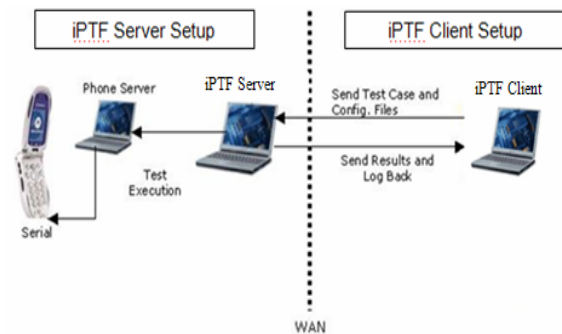 iPTF Server Setup
iPTF Client Setup
Phone Server
iPTF Server
iPTF Client
Send Test Case and
Config. Files
Test
Execution
Send Results and
Log Back
Serial
WAN